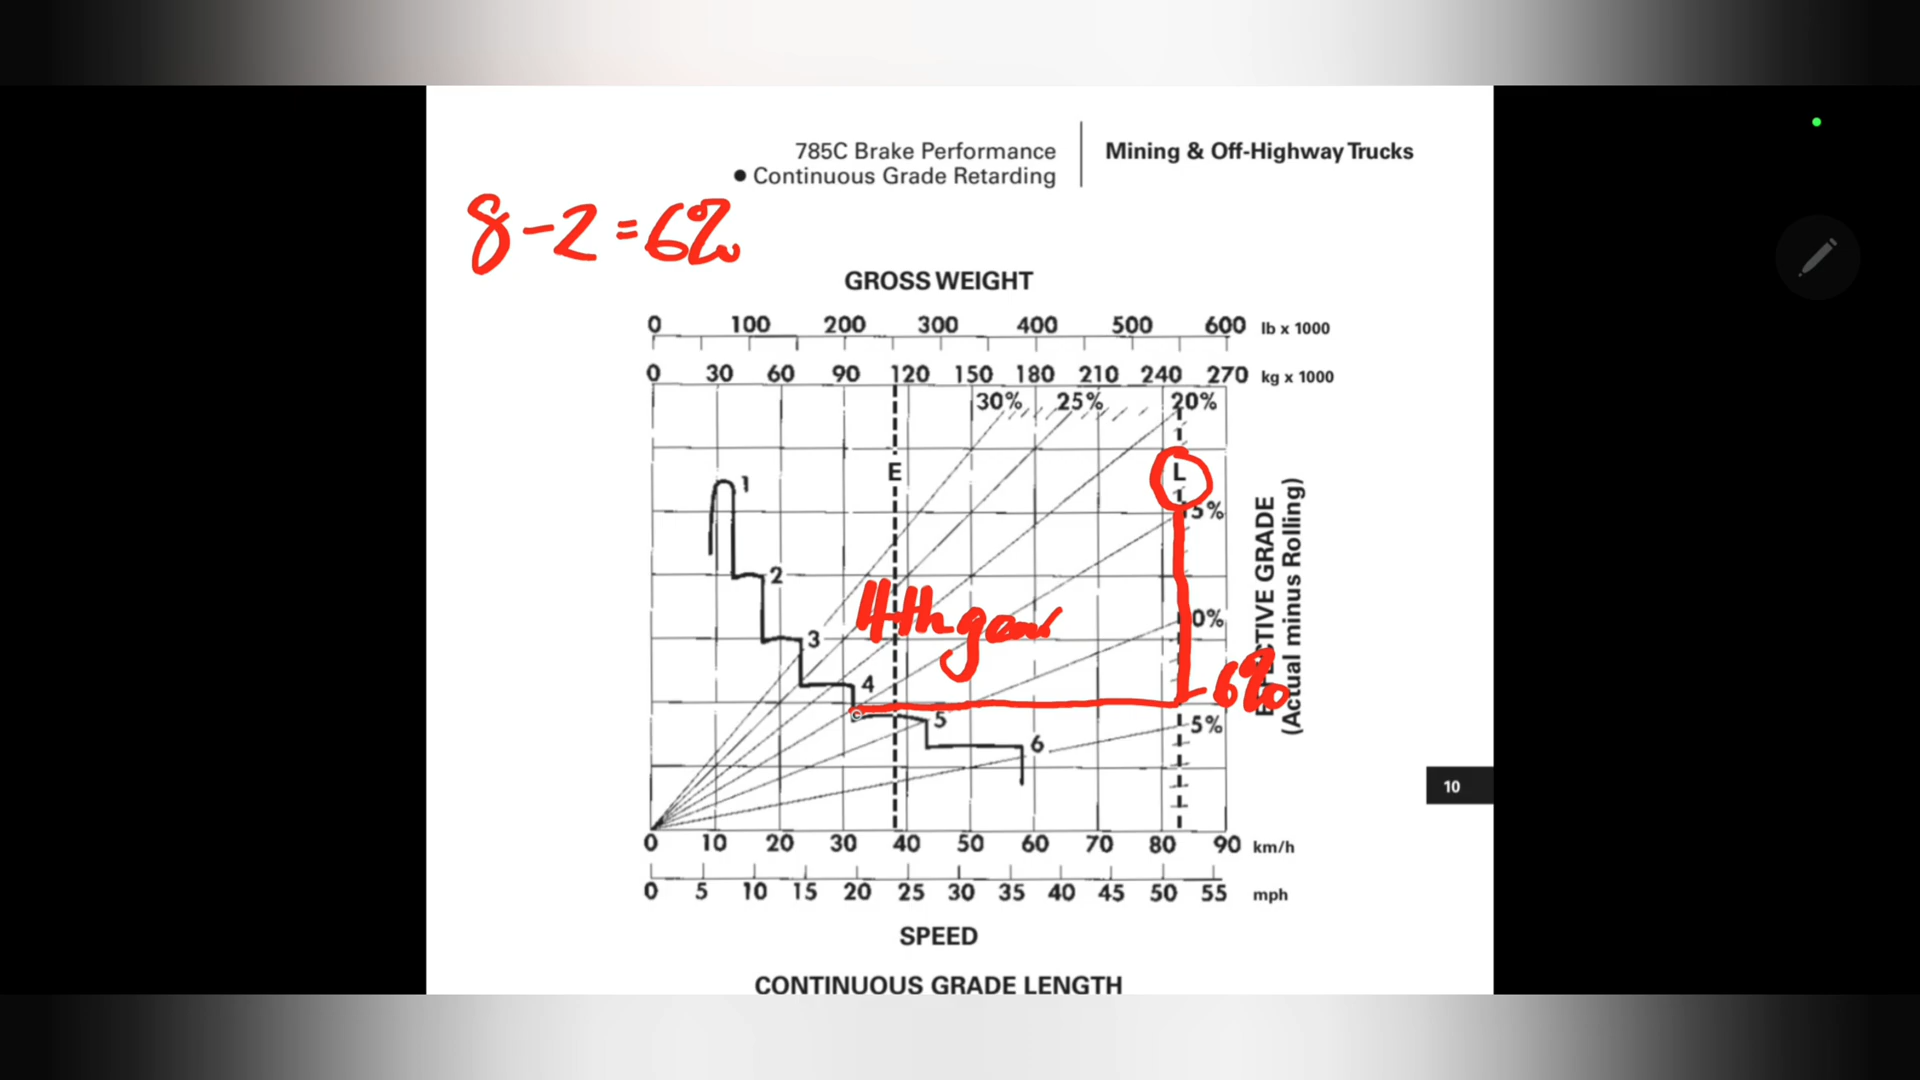 785C Brake Performance
● Continuous Grade Retarding
Mining & Off-Highway Trucks
8-2=6%
GROSS WEIGHT
0 100 200 300 400 500 600 lb x 1000
0 30 60 90 120 150 180 210 240 270 kg x 1000
30% 25% 20%
E L
1
5%
2
4th gear
0%
3
4
6%
5
5%
6
EFFECTIVE GRADE
(Actual minus Rolling)
10
0 10 20 30 40 50 60 70 80 90 km/h
0 5 10 15 20 25 30 35 40 45 50 55 mph
SPEED
CONTINUOUS GRADE LENGTH